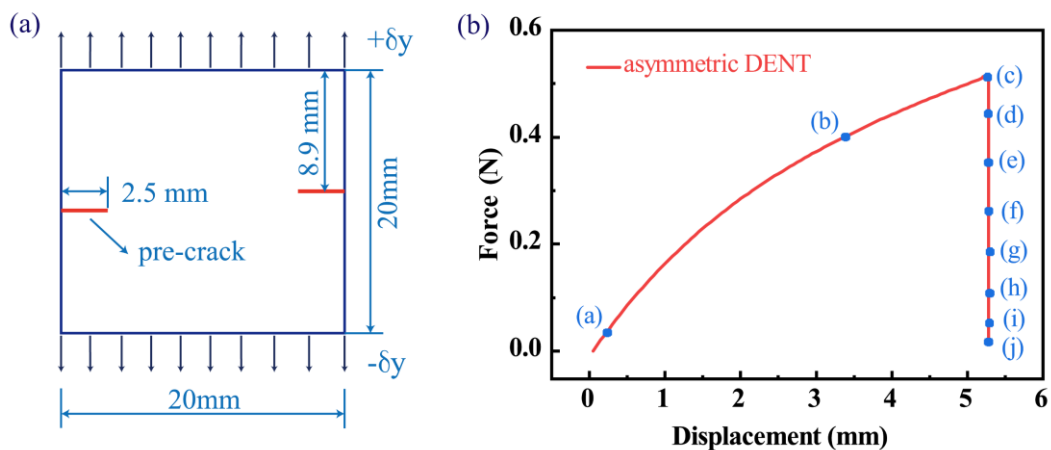 (a)
+δy
8.9 mm
20mm
2.5 mm
pre-crack
-δy
20mm
(b)
0.6
0.4
0.2
0.0
Force (N)
asymmetric DENT
(a)
(b)
(c)
(d)
(e)
(f)
(g)
(h)
(i)
(j)
0 1 2 3 4 5 6
Displacement (mm)